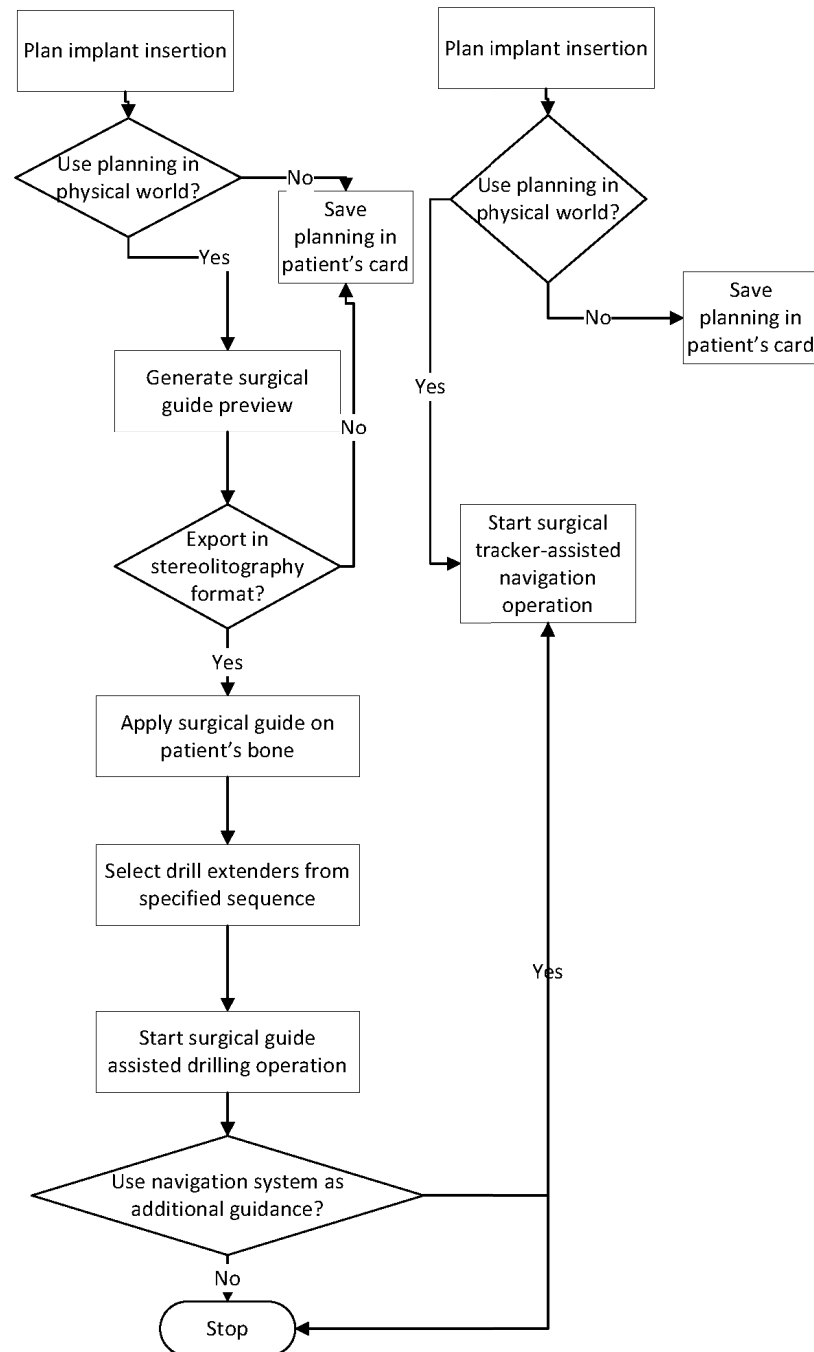 Plan implant insertion
Use planning in
physical world?
No
Save
planning in
patient's card
Yes
Generate surgical
guide preview
No
Export in
stereolitography
format?
Yes
Apply surgical guide on
patient's bone
Select drill extenders from
specified sequence
Start surgical guide
assisted drilling operation
Use navigation system as
additional guidance?
No
Stop
Plan implant insertion
Use planning in
physical world?
No
Save
planning in
patient's card
Yes
Start surgical
tracker-assisted
navigation
operation
Yes